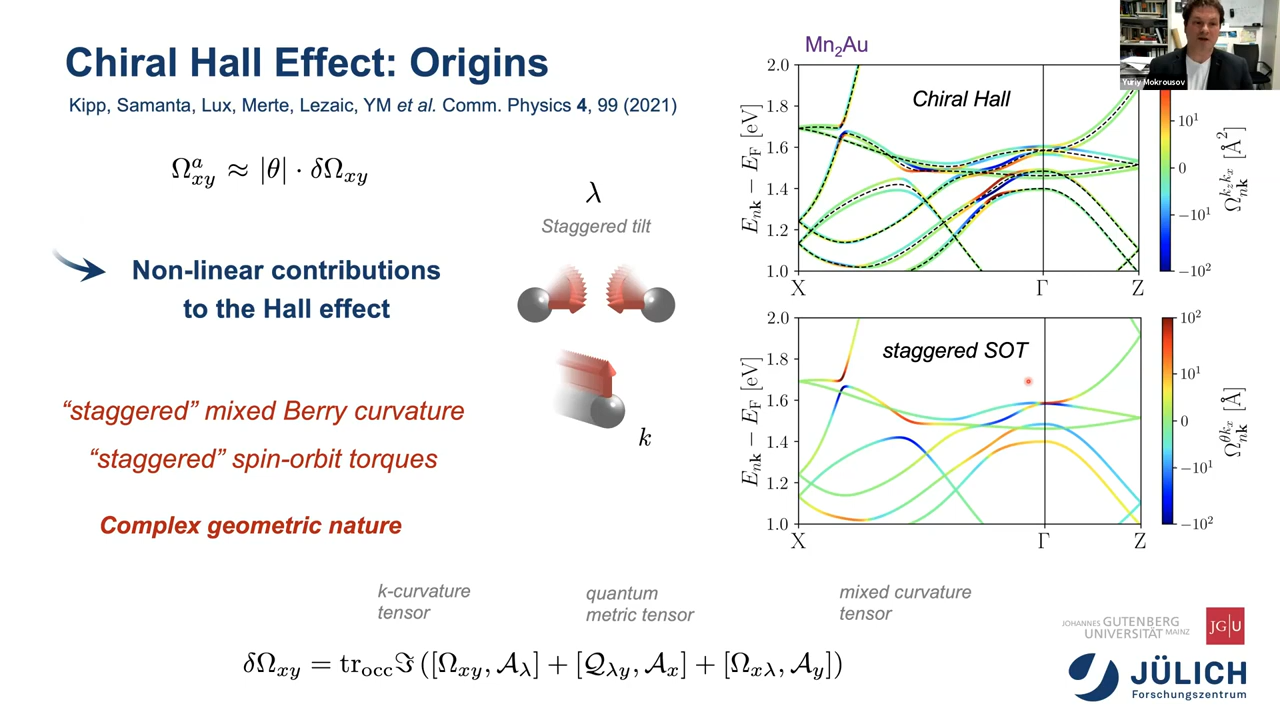 Chiral Hall Effect: Origins
Kipp, Samanta, Lux, Merte, Lezaic, YM et al. Comm. Physics 4, 99 (2021)
Ω^a_xy ≈ |θ| · δΩ_xy
Non-linear contributions
to the Hall effect
“staggered” mixed Berry curvature
“staggered” spin-orbit torques
Complex geometric nature
λ
Staggered tilt
k
Mn₂Au
Yuriy Mokrousov
Chiral Hall
E_nk − E_F [eV]
2.0
1.8
1.6
1.4
1.2
1.0
X
Γ
Z
10¹
0
−10¹
−10²
Ω^{k_z k_x}_nk [Å²]
staggered SOT
E_nk − E_F [eV]
2.0
1.8
1.6
1.4
1.2
1.0
X
Γ
Z
10²
10¹
0
−10¹
−10²
Ω^{θk_x}_nk [Å]
k-curvature
tensor
quantum
metric tensor
mixed curvature
tensor
δΩ_xy = tr_occ ℑ ([Ω_xy, 𝒜_λ] + [𝒬_λy, 𝒜_x] + [Ω_xλ, 𝒜_y])
JOHANNES GUTENBERG
UNIVERSITÄT MAINZ
JG|U
JÜLICH
Forschungszentrum